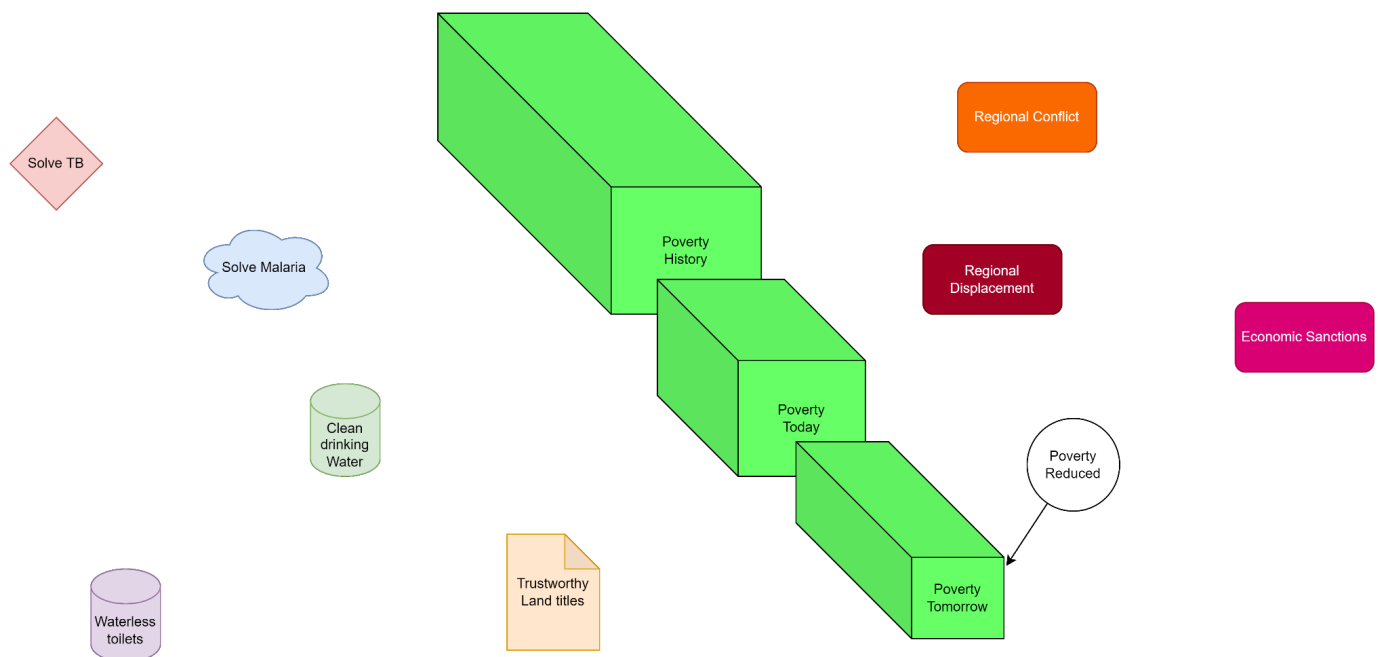 Regional Conflict
Solve TB
Poverty
History
Solve Malaria
Regional
Displacement
Economic Sanctions
Poverty
Today
Clean
drinking
Water
Poverty
Reduced
Trustworthy
Land titles
Poverty
Tomorrow
Waterless
toilets